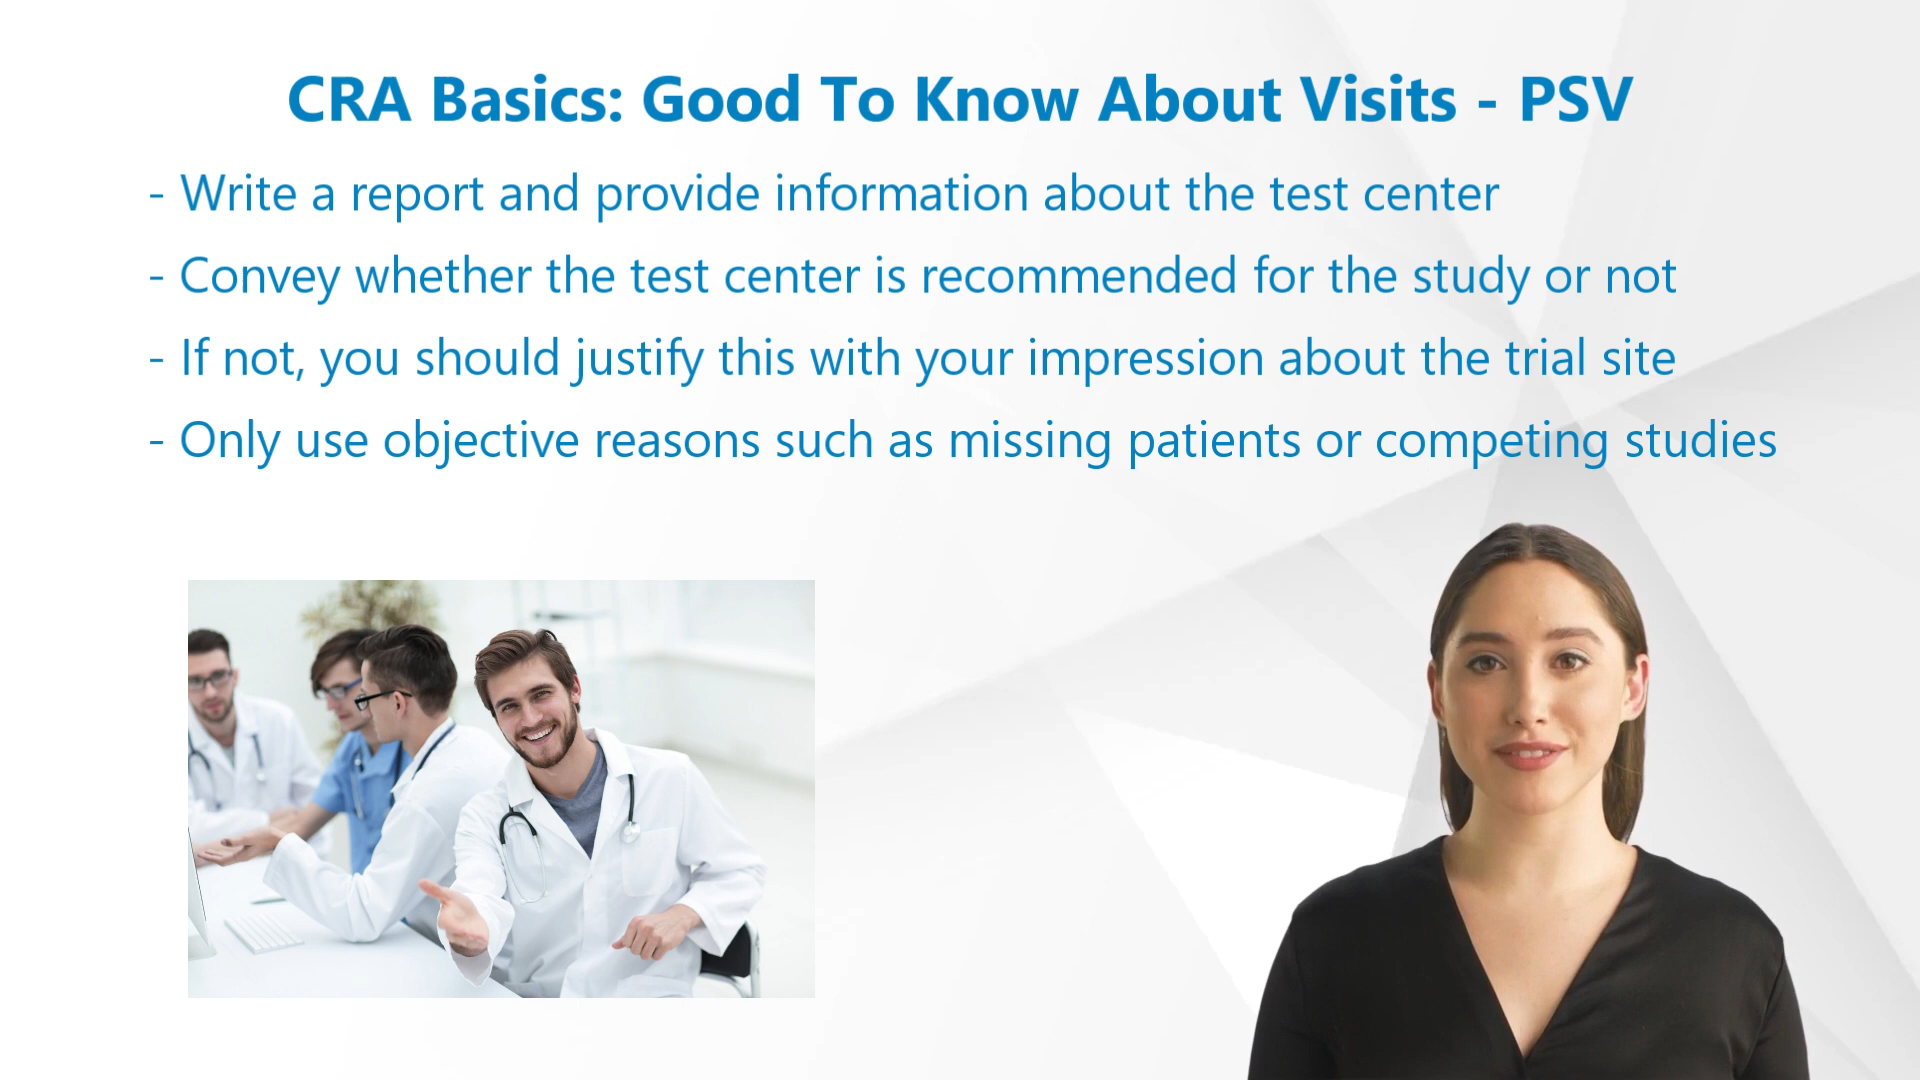 CRA Basics: Good To Know About Visits - PSV
- Write a report and provide information about the test center
- Convey whether the test center is recommended for the study or not
- If not, you should justify this with your impression about the trial site
- Only use objective reasons such as missing patients or competing studies